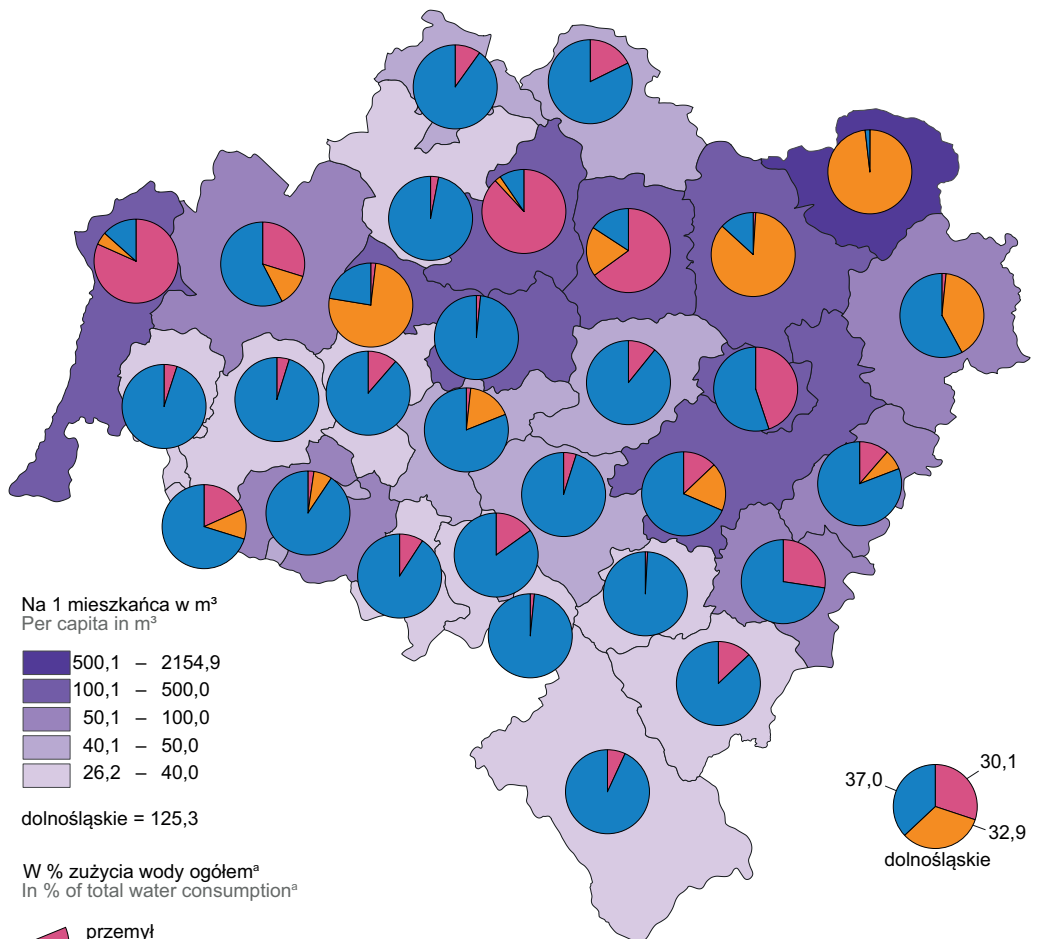 Na 1 mieszkańca w m³
Per capita in m³
500,1 – 2154,9
100,1 – 500,0
50,1 – 100,0
40,1 – 50,0
26,2 – 40,0
dolnośląskie = 125,3
W % zużycia wody ogółemᵃ
In % of total water consumptionᵃ
przemył
37,0
30,1
32,9
dolnośląskie